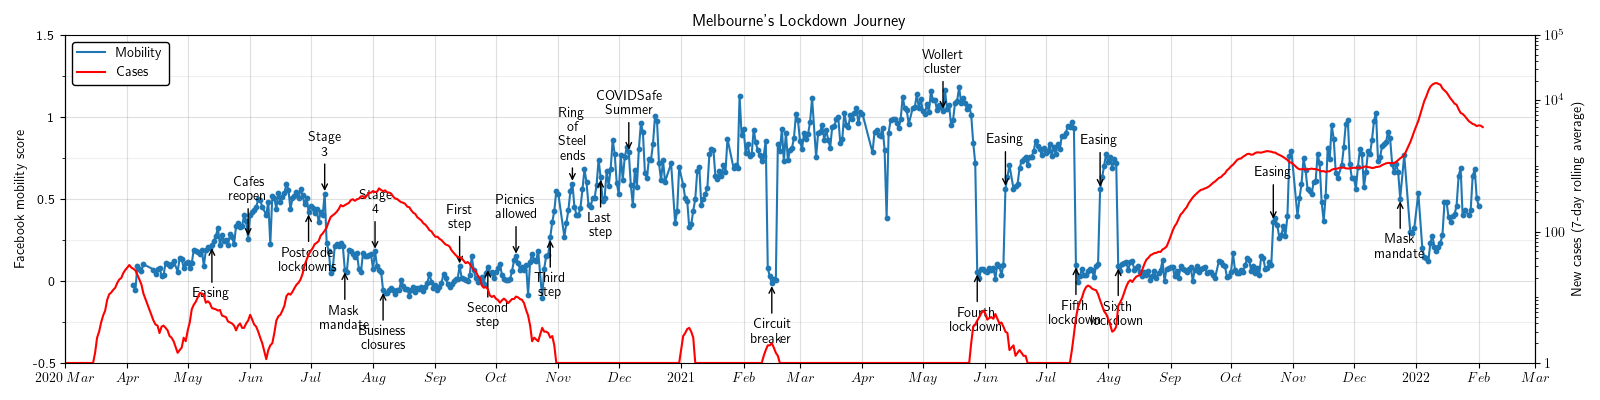 Melbourne's Lockdown Journey
Mobility
Cases
Facebook mobility score
New cases (7-day rolling average)
1.5
1
0.5
0
-0.5
10^5
10^4
100
1
Easing
Cafes
reopen
Postcode
lockdowns
Stage
3
Mask
mandate
Stage
4
Business
closures
First
step
Second
step
Picnics
allowed
Third
step
Ring
of
Steel
ends
Last
step
COVIDSafe
Summer
Circuit
breaker
Wollert
cluster
Fourth
lockdown
Easing
Fifth
lockdown
Easing
Sixth
lockdown
Easing
Mask
mandate
2020 Mar
Apr
May
Jun
Jul
Aug
Sep
Oct
Nov
Dec
2021
Feb
Mar
Apr
May
Jun
Jul
Aug
Sep
Oct
Nov
Dec
2022
Feb
Mar